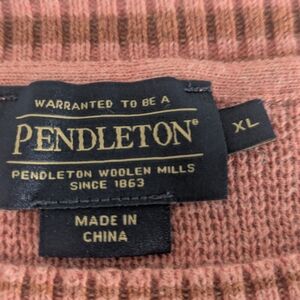 WARRANTED TO BE A
PENDLETON®
XL
PENDLETON WOOLEN MILLS
SINCE 1863
MADE IN
CHINA